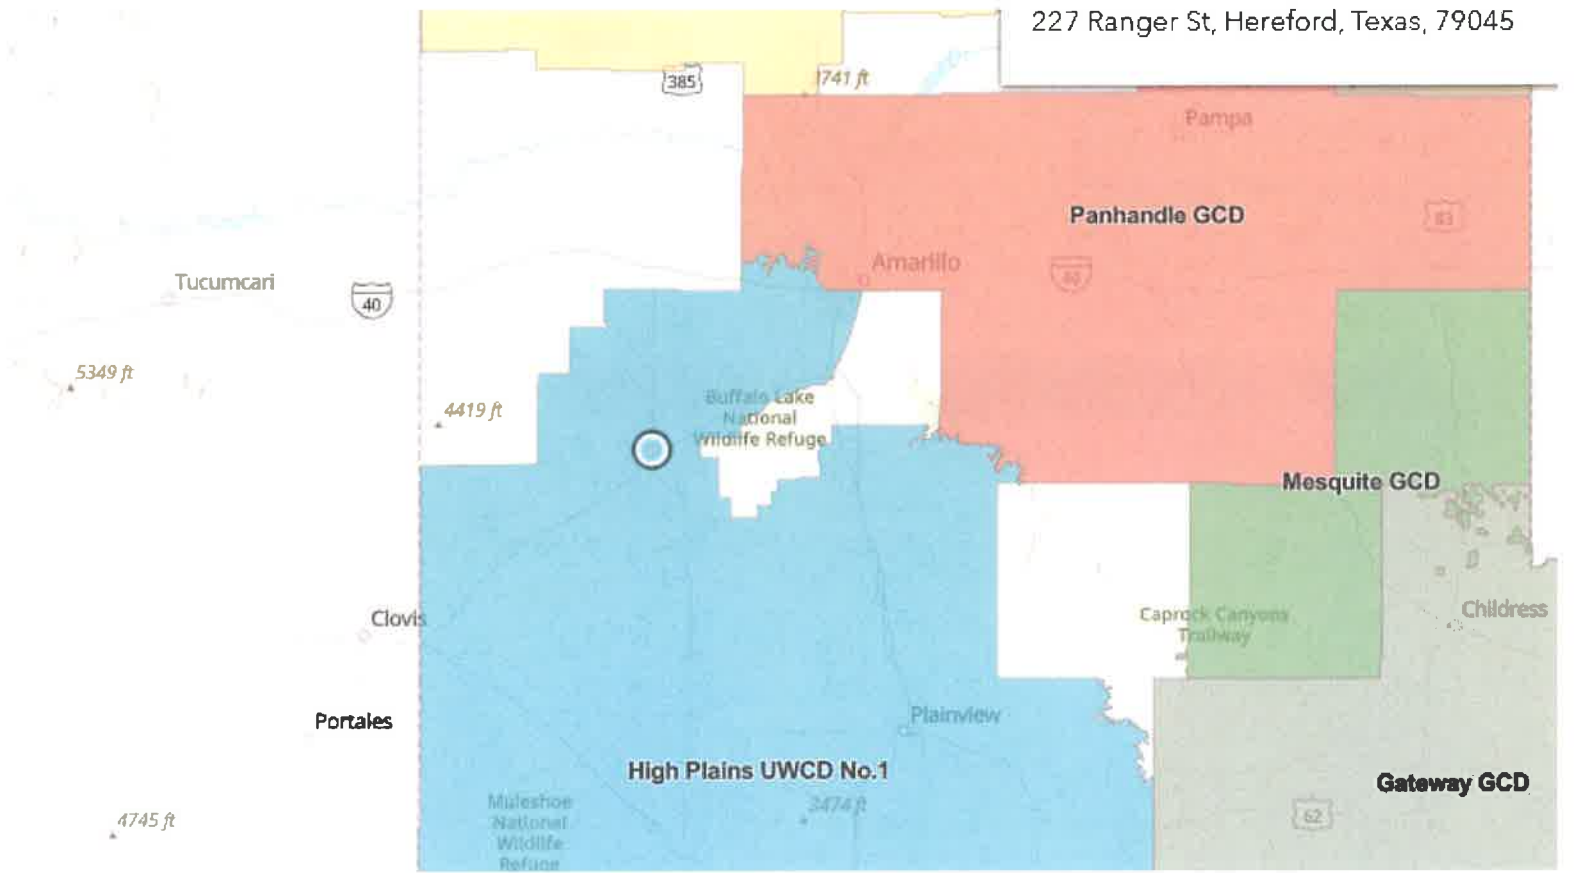 227 Ranger St, Hereford, Texas, 79045
385
1741 ft
Pampa
Panhandle GCD
83
Amarillo
Tucumcari
40
40
5349 ft
4419 ft
Buffalo Lake
National
Wildlife Refuge
Mesquite GCD
Clovis
Caprock Canyons
Trailway
Childress
Portales
Plainview
High Plains UWCD No.1
Gateway GCD
3474 ft
Muleshoe
National
Wildlife
Refuge
62
4745 ft